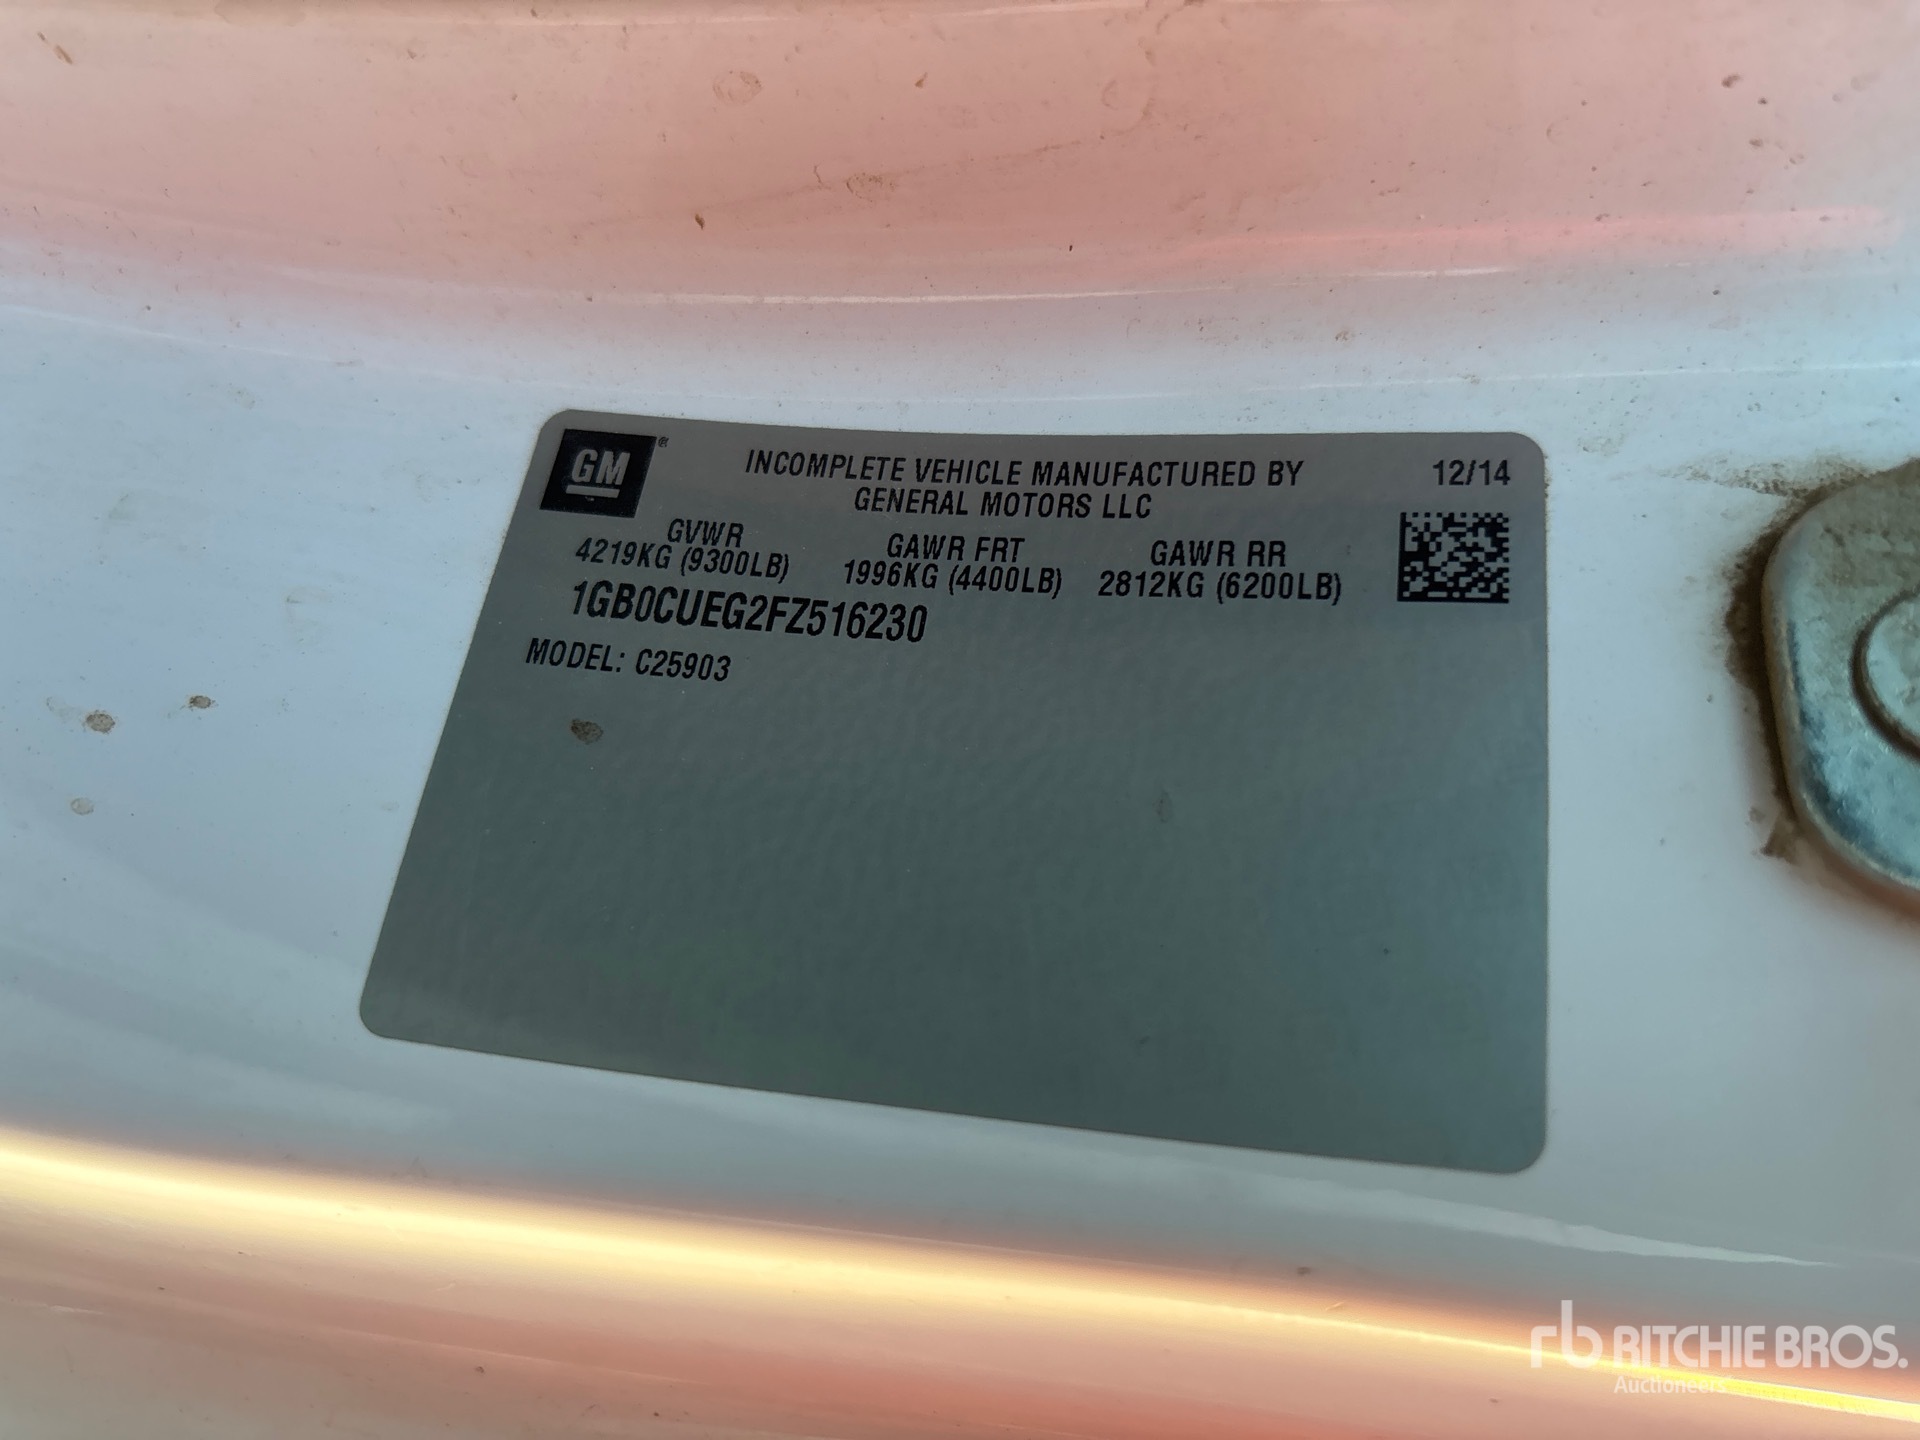 GM®
INCOMPLETE VEHICLE MANUFACTURED BY
GENERAL MOTORS LLC
12/14
GVWR
4219KG (9300LB)
GAWR FRT
1996KG (4400LB)
GAWR RR
2812KG (6200LB)
1GB0CUEG2FZ516230
MODEL: C25903
rb RITCHIE BROS.
Auctioneers